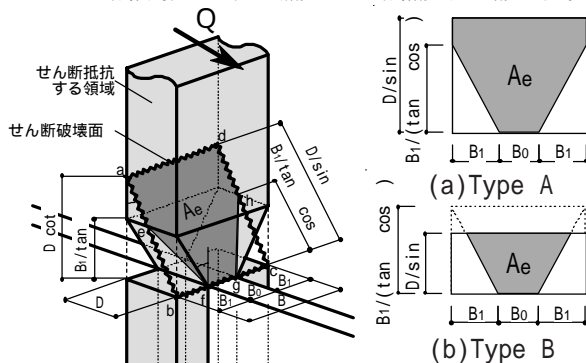 Q
せん断抵抗
する領域
せん断破壊面
a
d
D/sin
B1/tan
cos
h
Ae
e
D cot
B1/tan
c
g
f
b
D
B1
B0
B1
B
D/sin
B1/(tan cos )
Ae
B1 B0 B1
(a)Type A
B1/(tan cos )
D/sin
Ae
B1 B0 B1
(b)Type B